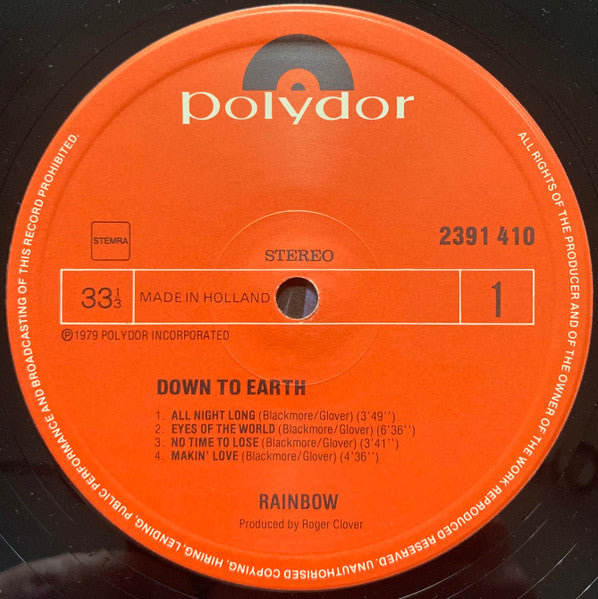 polydor
STEMRA
STEREO
2391 410
33⅓
MADE IN HOLLAND
1
℗ 1979 POLYDOR INCORPORATED
DOWN TO EARTH
1. ALL NIGHT LONG (Blackmore/Glover) (3'49'')
2. EYES OF THE WORLD (Blackmore/Glover) (6'36'')
3. NO TIME TO LOSE (Blackmore/Glover) (3'41'')
4. MAKIN' LOVE (Blackmore/Glover) (4'36'')
RAINBOW
Produced by Roger Clover
ALL RIGHTS OF THE PRODUCER AND OF THE OWNER OF THE WORK REPRODUCED RESERVED. UNAUTHORISED COPYING, HIRING, LENDING, PUBLIC PERFORMANCE AND BROADCASTING OF THIS RECORD PROHIBITED.